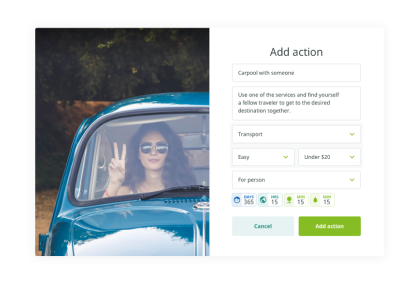 Add action
Carpool with someone
Use one of the services and find yourself
a fellow traveler to get to the desired
destination together.
Transport
Easy
Under $20
For person
DAYS
365
HRS
15
MIN
15
15
Cancel
Add action